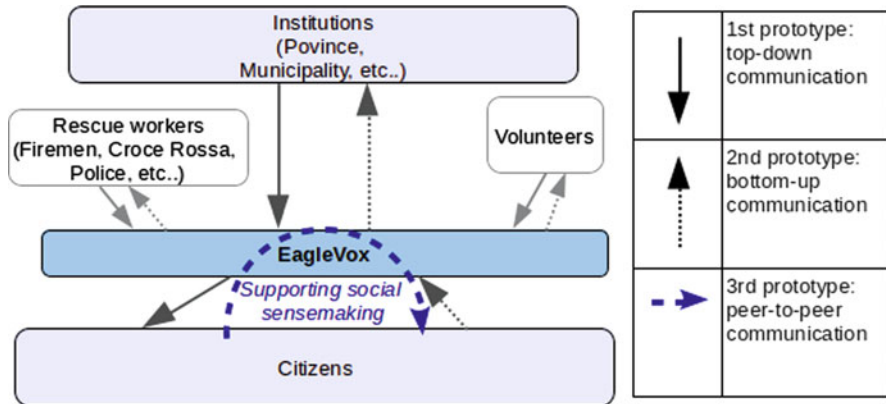 Institutions
(Povince,
Municipality, etc..)
Rescue workers
(Firemen, Croce Rossa,
Police, etc..)
Volunteers
EagleVox
Supporting social
sensemaking
Citizens
1st prototype:
top-down
communication
2nd prototype:
bottom-up
communication
3rd prototype:
peer-to-peer
communication